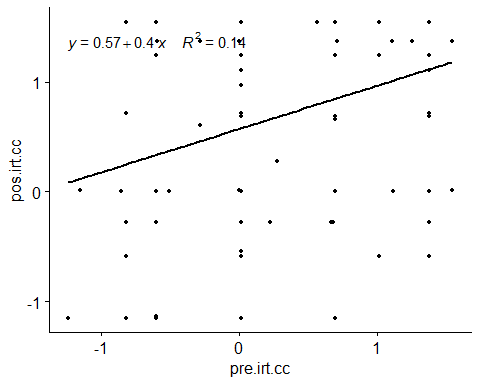 y = 0.57 + 0.4 x R² = 0.14
1
0
-1
pos.irt.cc
-1 0 1
pre.irt.cc